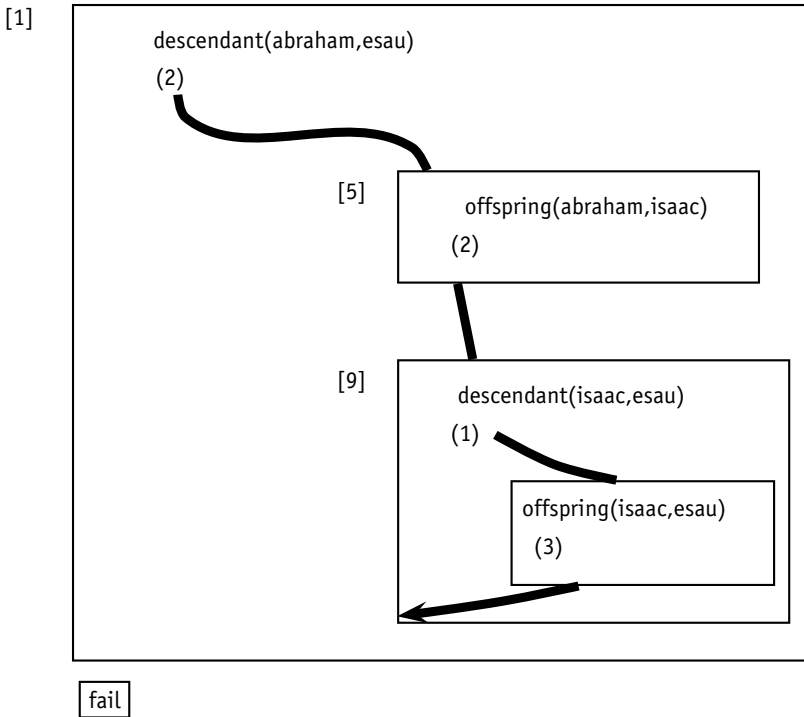 [1]
descendant(abraham,esau)
(2)
[5]
offspring(abraham,isaac)
(2)
[9]
descendant(isaac,esau)
(1)
offspring(isaac,esau)
(3)
fail